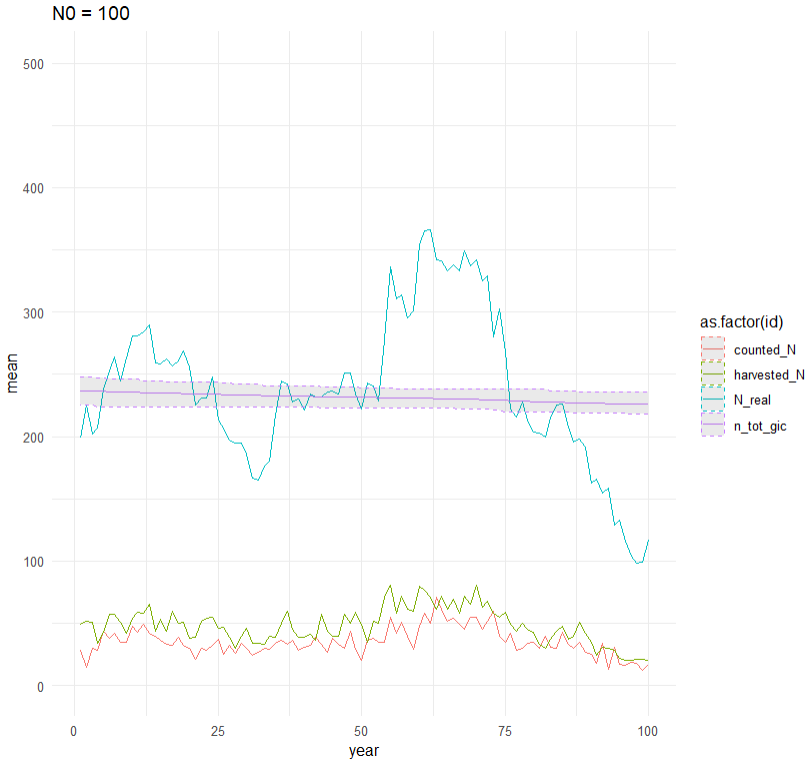 N0 = 100
500
400
300
200
100
0
mean
0
25
50
75
100
year
as.factor(id)
counted_N
harvested_N
N_real
n_tot_gic